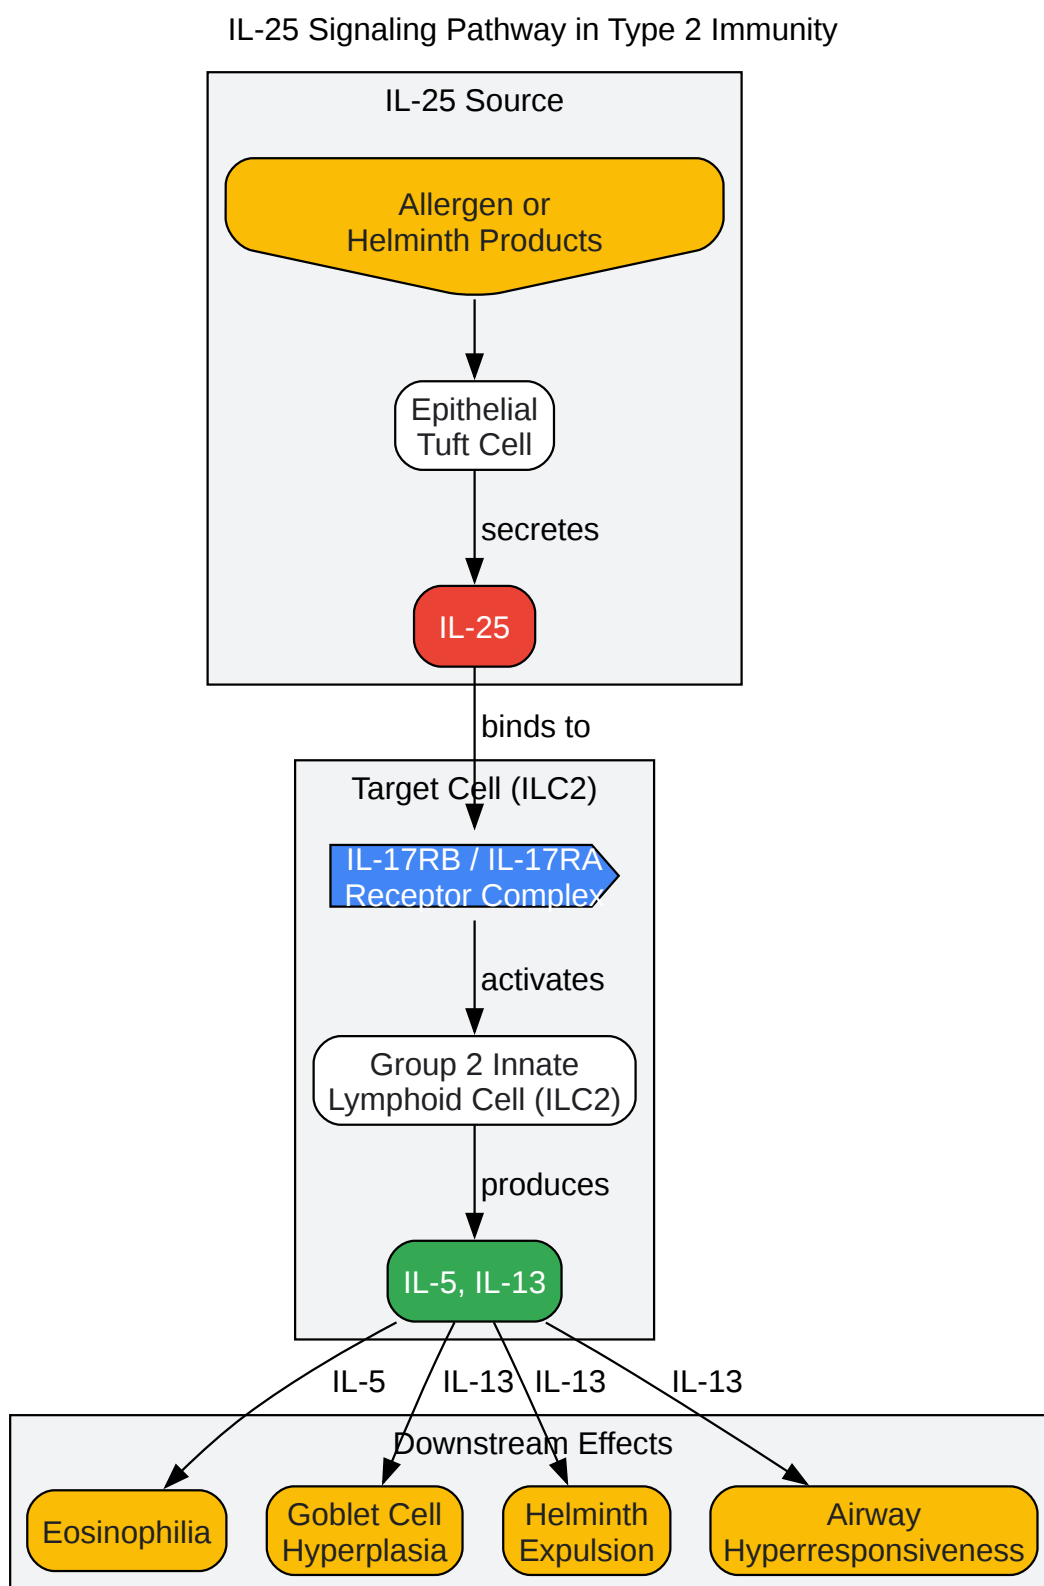 IL-25 Signaling Pathway in Type 2 Immunity
IL-25 Source
Allergen or
Helminth Products
Epithelial
Tuft Cell
secretes
IL-25
binds to
Target Cell (ILC2)
IL-17RB / IL-17RA
Receptor Complex
activates
Group 2 Innate
Lymphoid Cell (ILC2)
produces
IL-5, IL-13
IL-5
IL-13
IL-13
IL-13
Downstream Effects
Eosinophilia
Goblet Cell
Hyperplasia
Helminth
Expulsion
Airway
Hyperresponsiveness